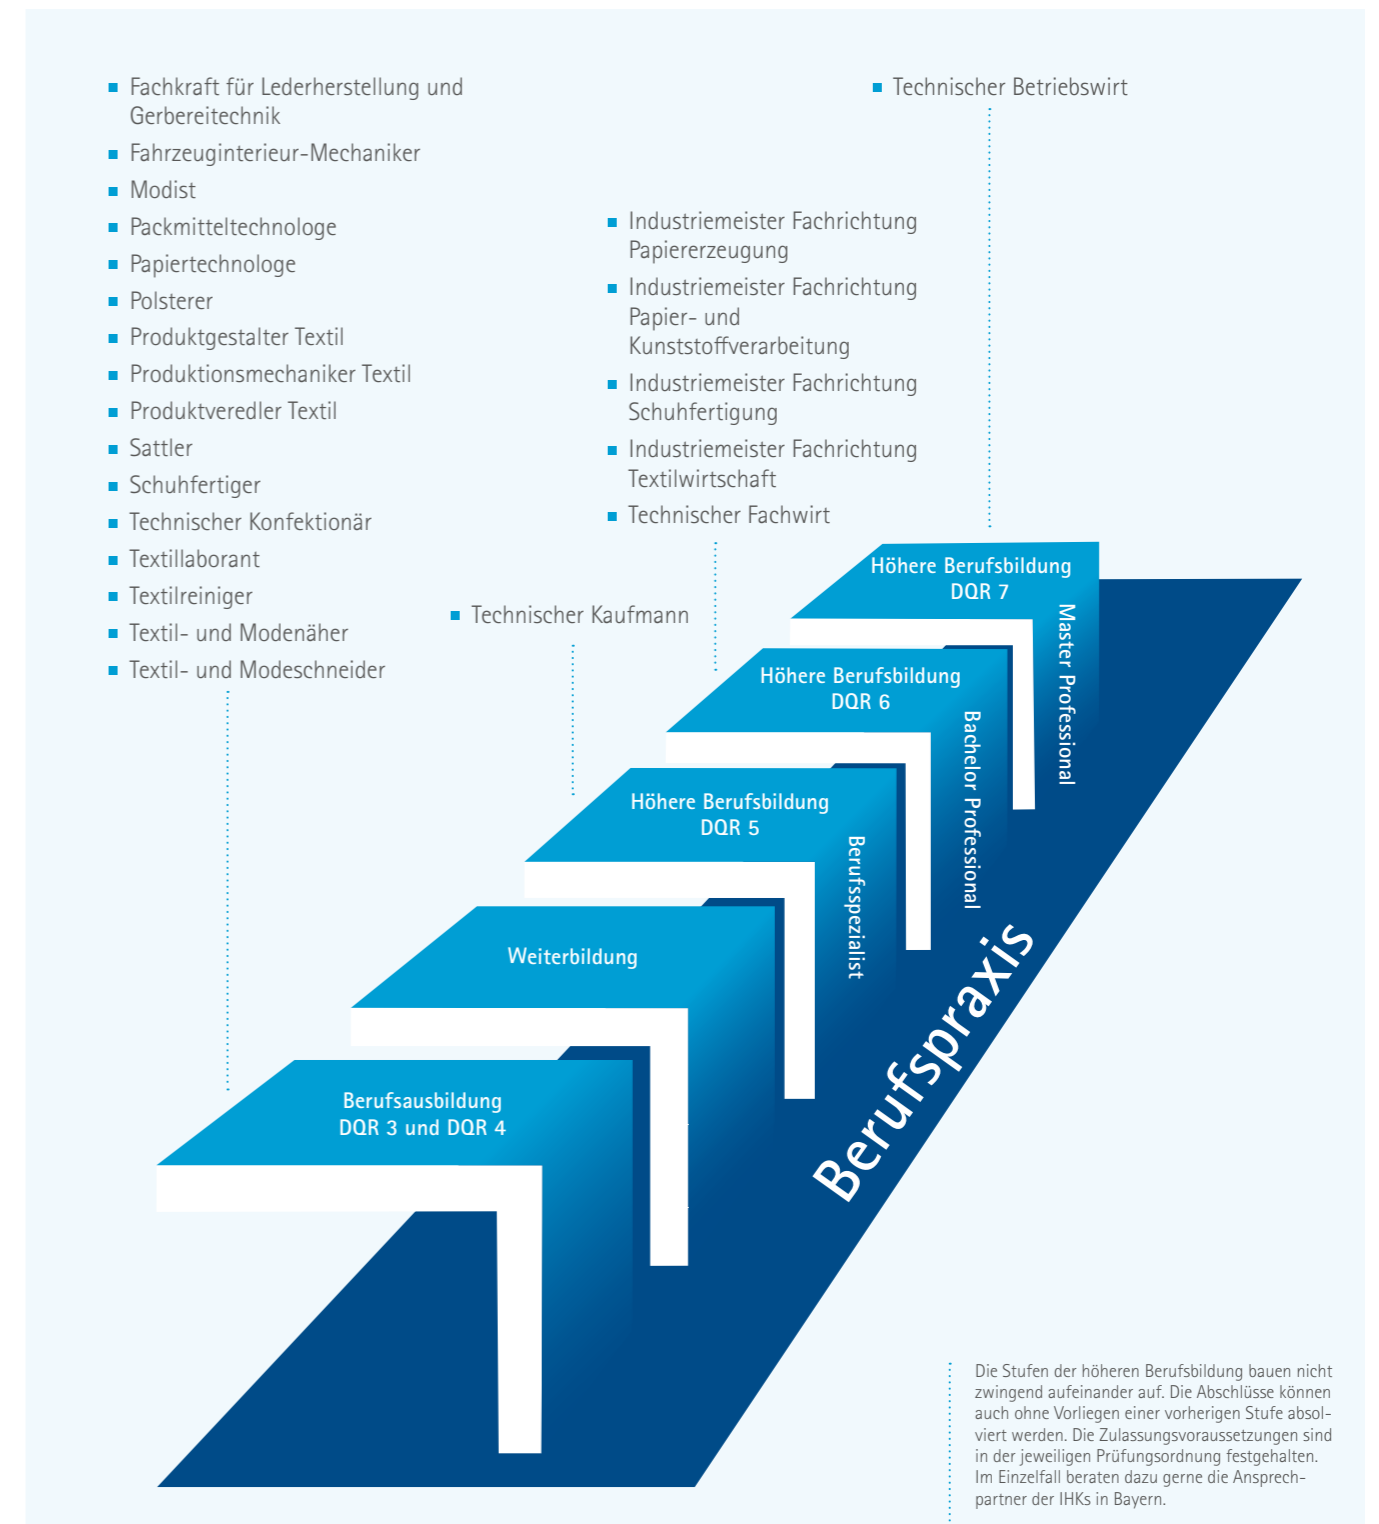 ▪ Fachkraft für Lederherstellung und
Gerbereitechnik
▪ Fahrzeuginterieur-Mechaniker
▪ Modist
▪ Packmitteltechnologe
▪ Papiertechnologe
▪ Polsterer
▪ Produktgestalter Textil
▪ Produktionsmechaniker Textil
▪ Produktveredler Textil
▪ Sattler
▪ Schuhfertiger
▪ Technischer Konfektionär
▪ Textillaborant
▪ Textilreiniger
▪ Textil- und Modenäher
▪ Textil- und Modeschneider
▪ Technischer Kaufmann
▪ Industriemeister Fachrichtung
Papiererzeugung
▪ Industriemeister Fachrichtung
Papier- und
Kunststoffverarbeitung
▪ Industriemeister Fachrichtung
Schuhfertigung
▪ Industriemeister Fachrichtung
Textilwirtschaft
▪ Technischer Fachwirt
▪ Technischer Betriebswirt
Höhere Berufsbildung
DQR 7
Master Professional
Höhere Berufsbildung
DQR 6
Bachelor Professional
Höhere Berufsbildung
DQR 5
Berufsspezialist
Weiterbildung
Berufsausbildung
DQR 3 und DQR 4
Berufspraxis
Die Stufen der höheren Berufsbildung bauen nicht
zwingend aufeinander auf. Die Abschlüsse können
auch ohne Vorliegen einer vorherigen Stufe absol-
viert werden. Die Zulassungsvoraussetzungen sind
in der jeweiligen Prüfungsordnung festgehalten.
Im Einzelfall beraten dazu gerne die Ansprech-
partner der IHKs in Bayern.